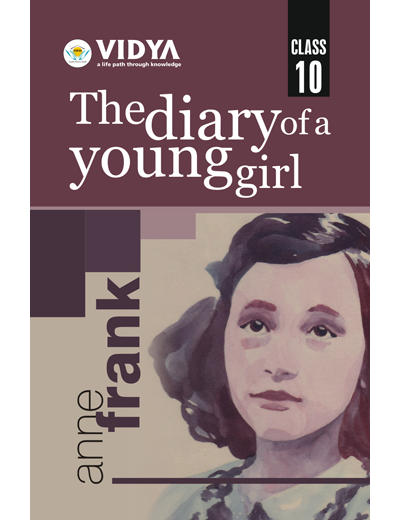 VIDYA
a life path through knowledge
CLASS
10
The diary of a
young girl
anne
frank